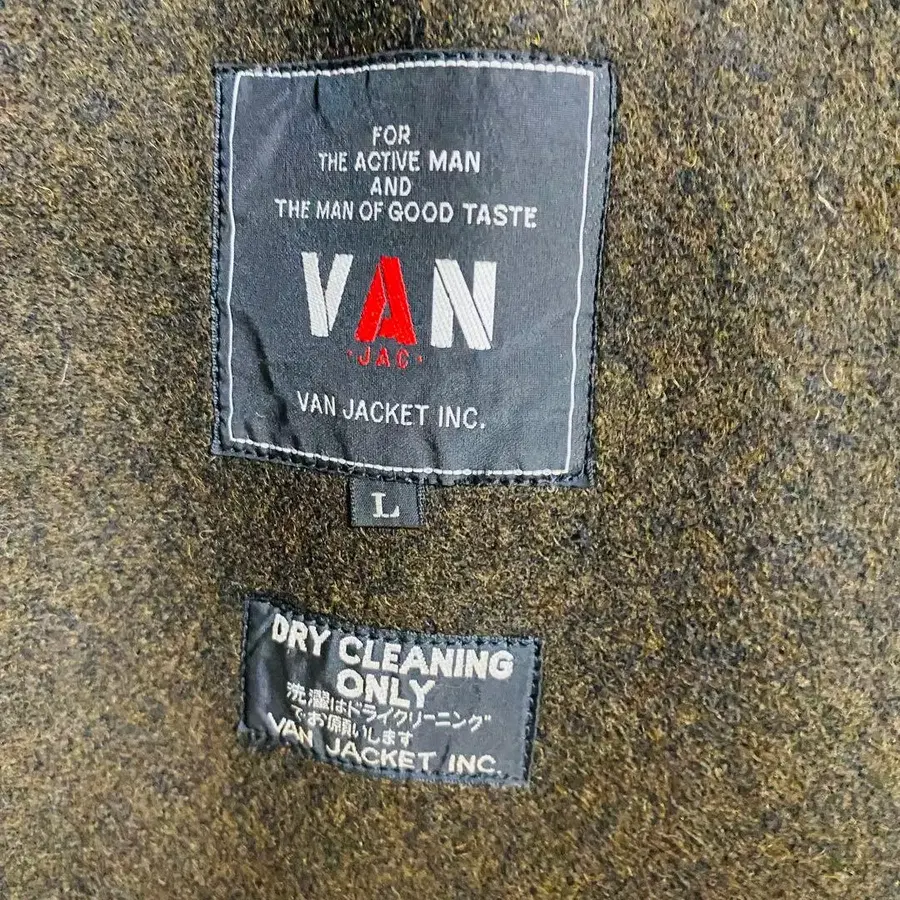 FOR
THE ACTIVE MAN
AND
THE MAN OF GOOD TASTE
VAN
·JAC·
VAN JACKET INC.
L
DRY CLEANING
ONLY
洗濯はドライクリーニング
でお願いします
VAN JACKET INC.